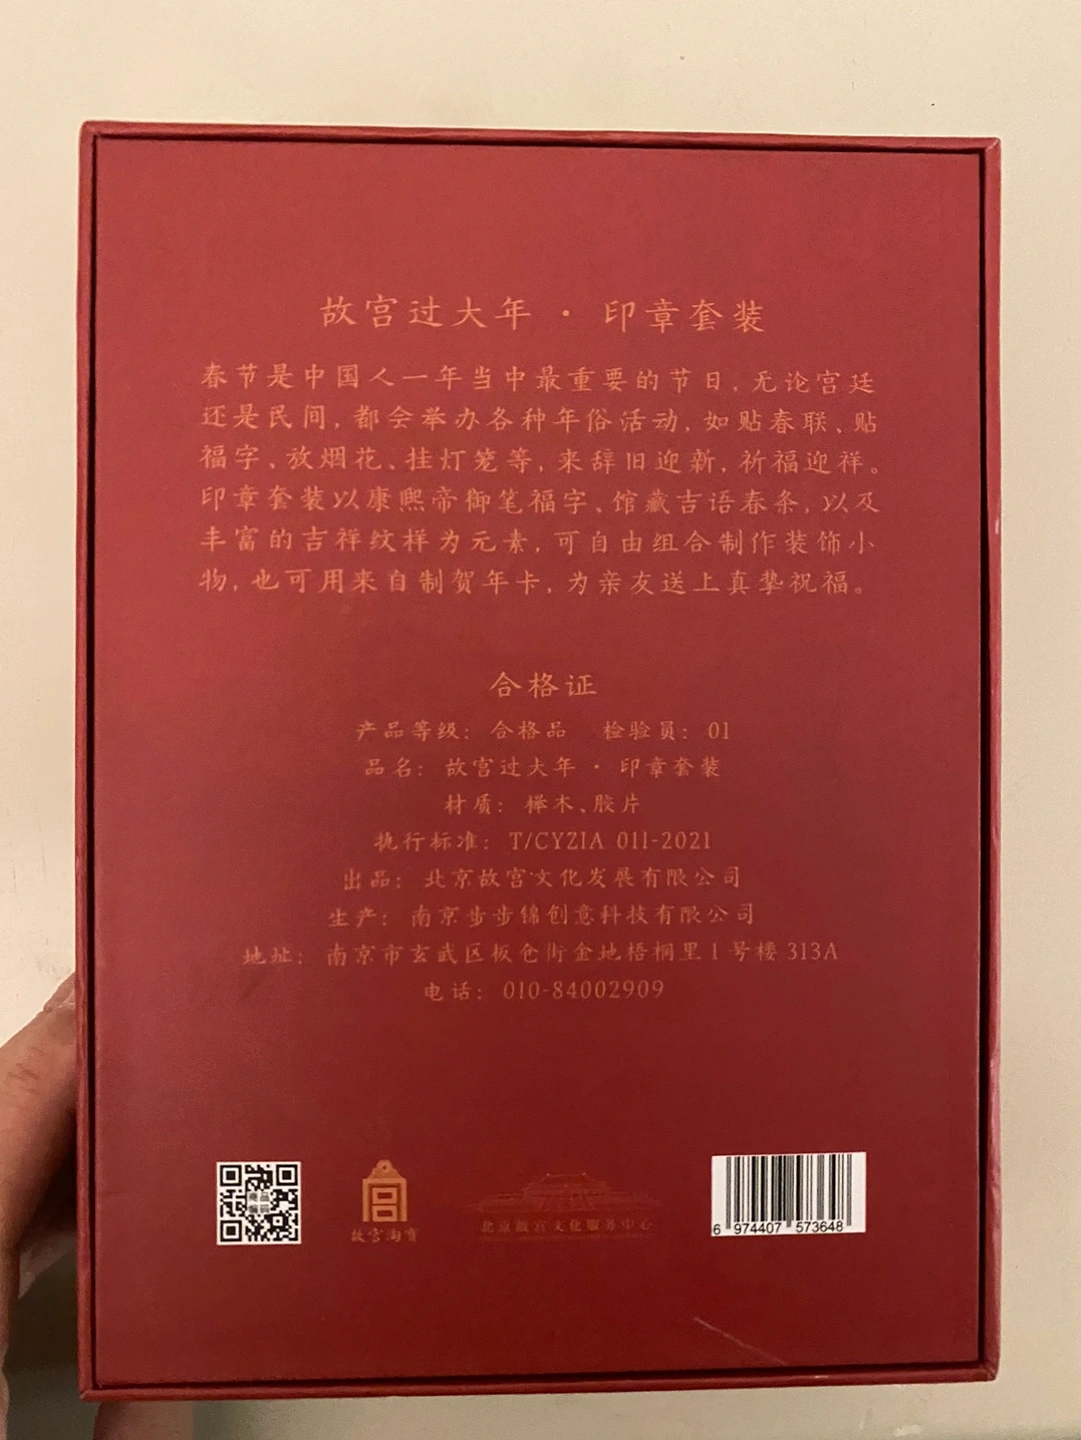 故宫过大年 · 印章套装
春节是中国人一年当中最重要的节日,无论宫廷
还是民间,都会举办各种年俗活动,如贴春联、贴
福字、放烟花、挂灯笼等,来辞旧迎新,祈福迎祥。
印章套装以康熙帝御笔福字、馆藏吉语春条,以及
丰富的吉祥纹样为元素,可自由组合制作装饰小
物,也可用来自制贺年卡,为亲友送上真挚祝福。
合格证
产品等级: 合格品 检验员: 01
品名: 故宫过大年 · 印章套装
材质: 榉木、胶片
执行标准: T/CYZIA 011-2021
出品: 北京故宫文化发展有限公司
生产: 南京步步锦创意科技有限公司
地址: 南京市玄武区板仓街金地梧桐里1号楼313A
电话: 010-84002909
商品编码
故宫淘宝
北京故宫文化服务中心
6 974407 573648